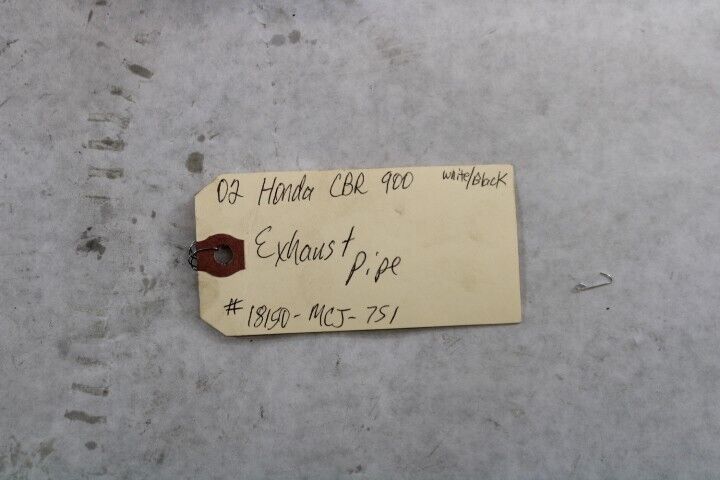 02 Honda CBR 900 white/Black
Exhaust
pipe
# 18150-MCJ-751